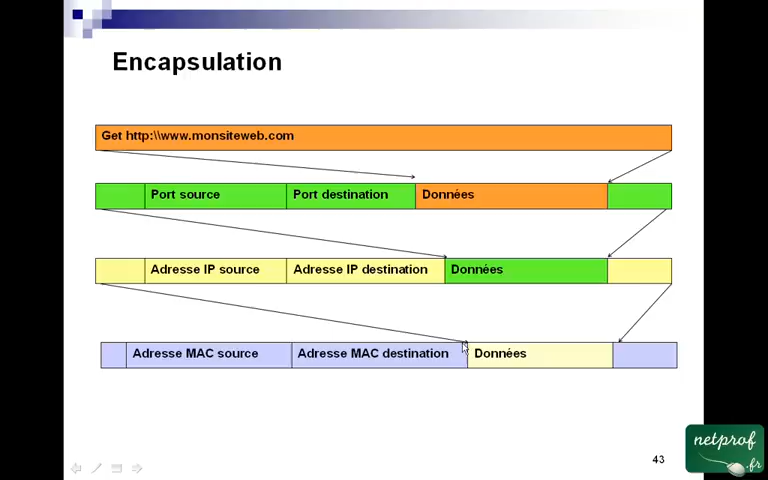 Encapsulation
Get http:\\www.monsiteweb.com
Port source Port destination Données
Adresse IP source Adresse IP destination Données
Adresse MAC source Adresse MAC destination Données
43
netprof
.fr